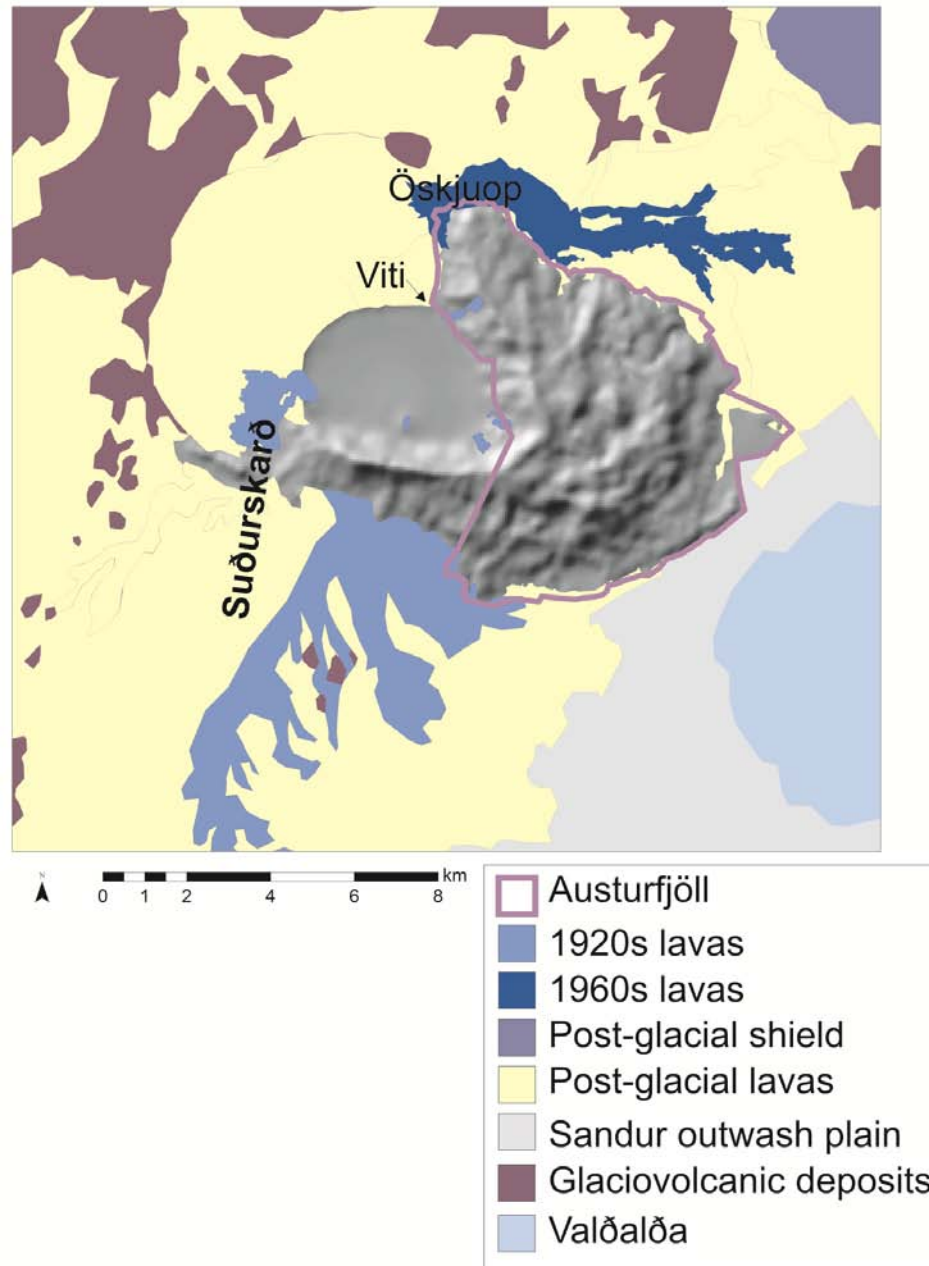 Öskjuop
Viti
Suðurskarð
km
0 1 2 4 6 8
Austurfjöll
1920s lavas
1960s lavas
Post-glacial shield
Post-glacial lavas
Sandur outwash plain
Glaciovolcanic deposits
Valðalða